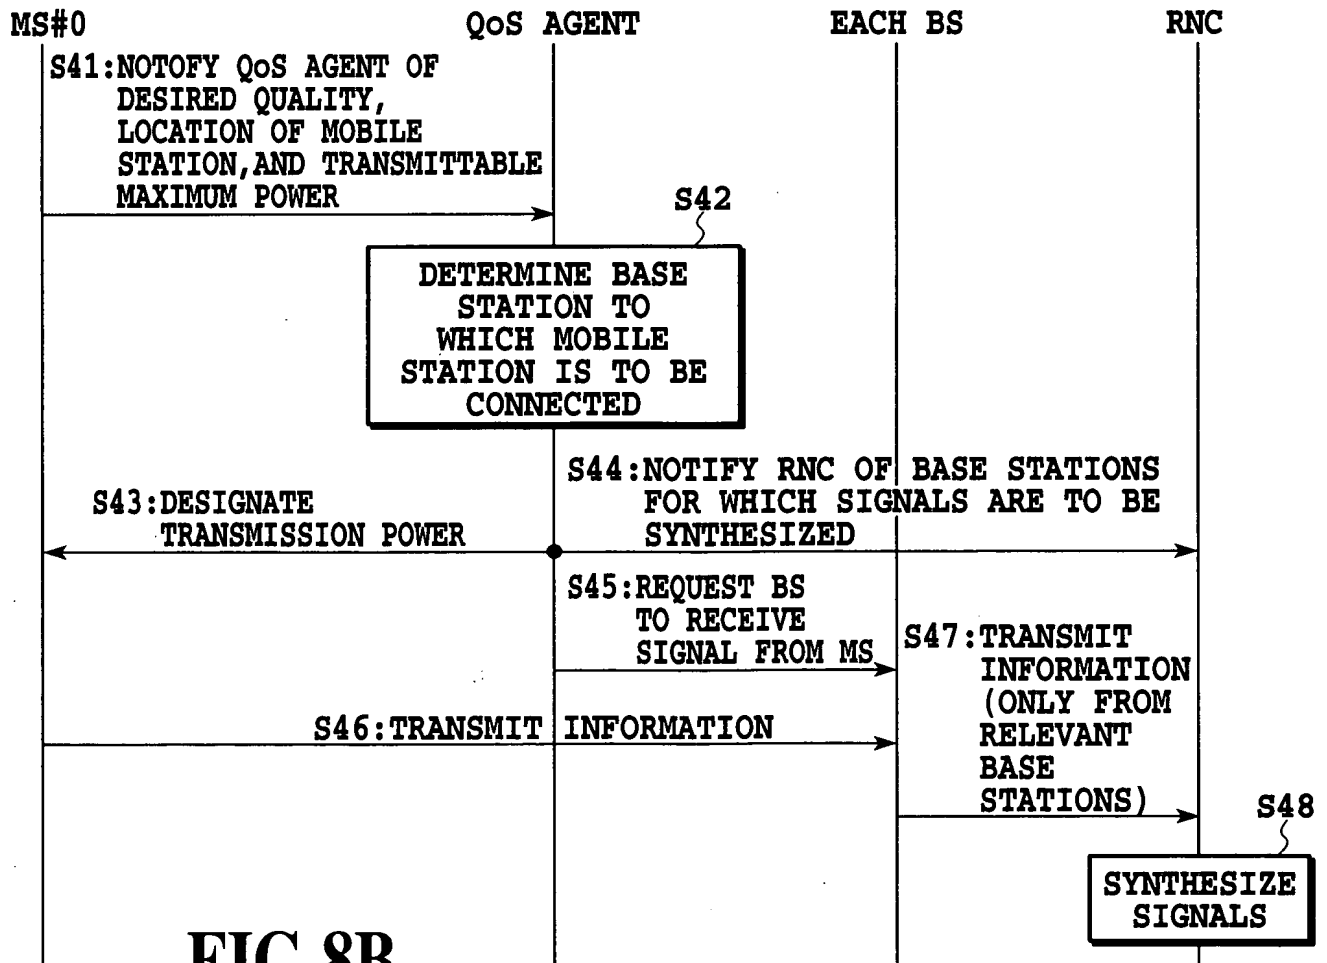 MS#0
QoS AGENT
EACH BS
RNC
S41:NOTOFY QoS AGENT OF
DESIRED QUALITY,
LOCATION OF MOBILE
STATION,AND TRANSMITTABLE
MAXIMUM POWER
S42
DETERMINE BASE
STATION TO
WHICH MOBILE
STATION IS TO BE
CONNECTED
S43:DESIGNATE
TRANSMISSION POWER
S44:NOTIFY RNC OF BASE STATIONS
FOR WHICH SIGNALS ARE TO BE
SYNTHESIZED
S45:REQUEST BS
TO RECEIVE
SIGNAL FROM MS
S46:TRANSMIT INFORMATION
S47:TRANSMIT
INFORMATION
(ONLY FROM
RELEVANT
BASE
STATIONS)
S48
SYNTHESIZE
SIGNALS
FIG.8B